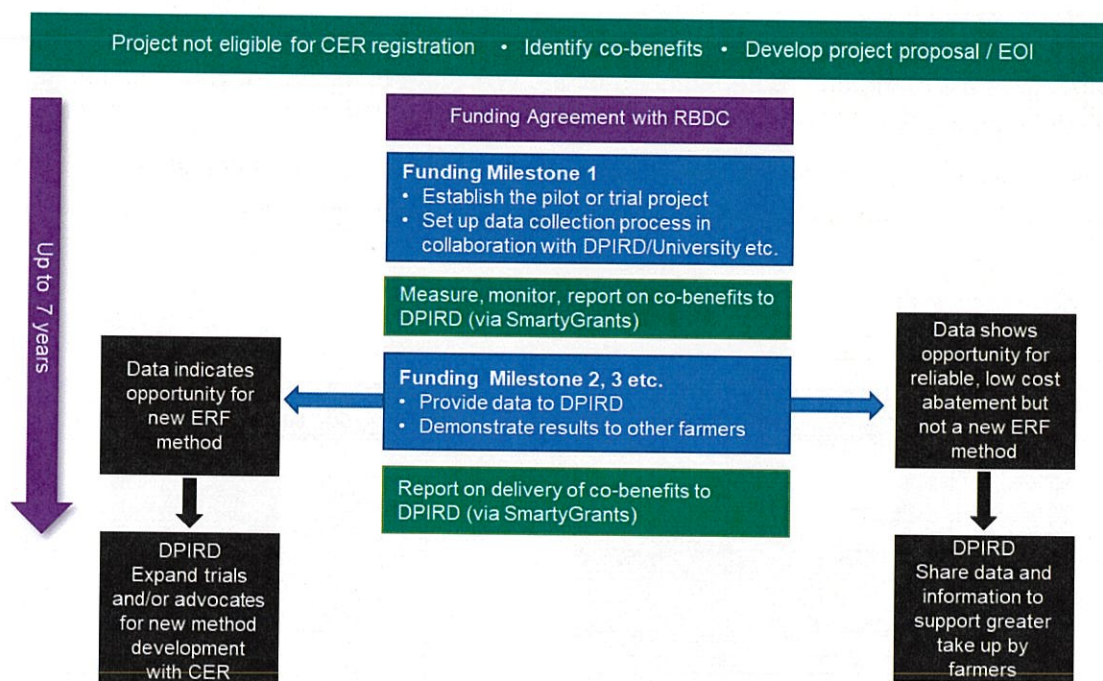 Project not eligible for CER registration • Identify co-benefits • Develop project proposal / EOI
Up to 7 years
Funding Agreement with RBDC
Funding Milestone 1
• Establish the pilot or trial project
• Set up data collection process in
collaboration with DPIRD/University etc.
Measure, monitor, report on co-benefits to
DPIRD (via SmartyGrants)
Data indicates
opportunity for
new ERF
method
Funding Milestone 2, 3 etc.
• Provide data to DPIRD
• Demonstrate results to other farmers
Data shows
opportunity for
reliable, low cost
abatement but
not a new ERF
method
Report on delivery of co-benefits to
DPIRD (via SmartyGrants)
DPIRD
Expand trials
and/or advocates
for new method
development
with CER
DPIRD
Share data and
information to
support greater
take up by
farmers